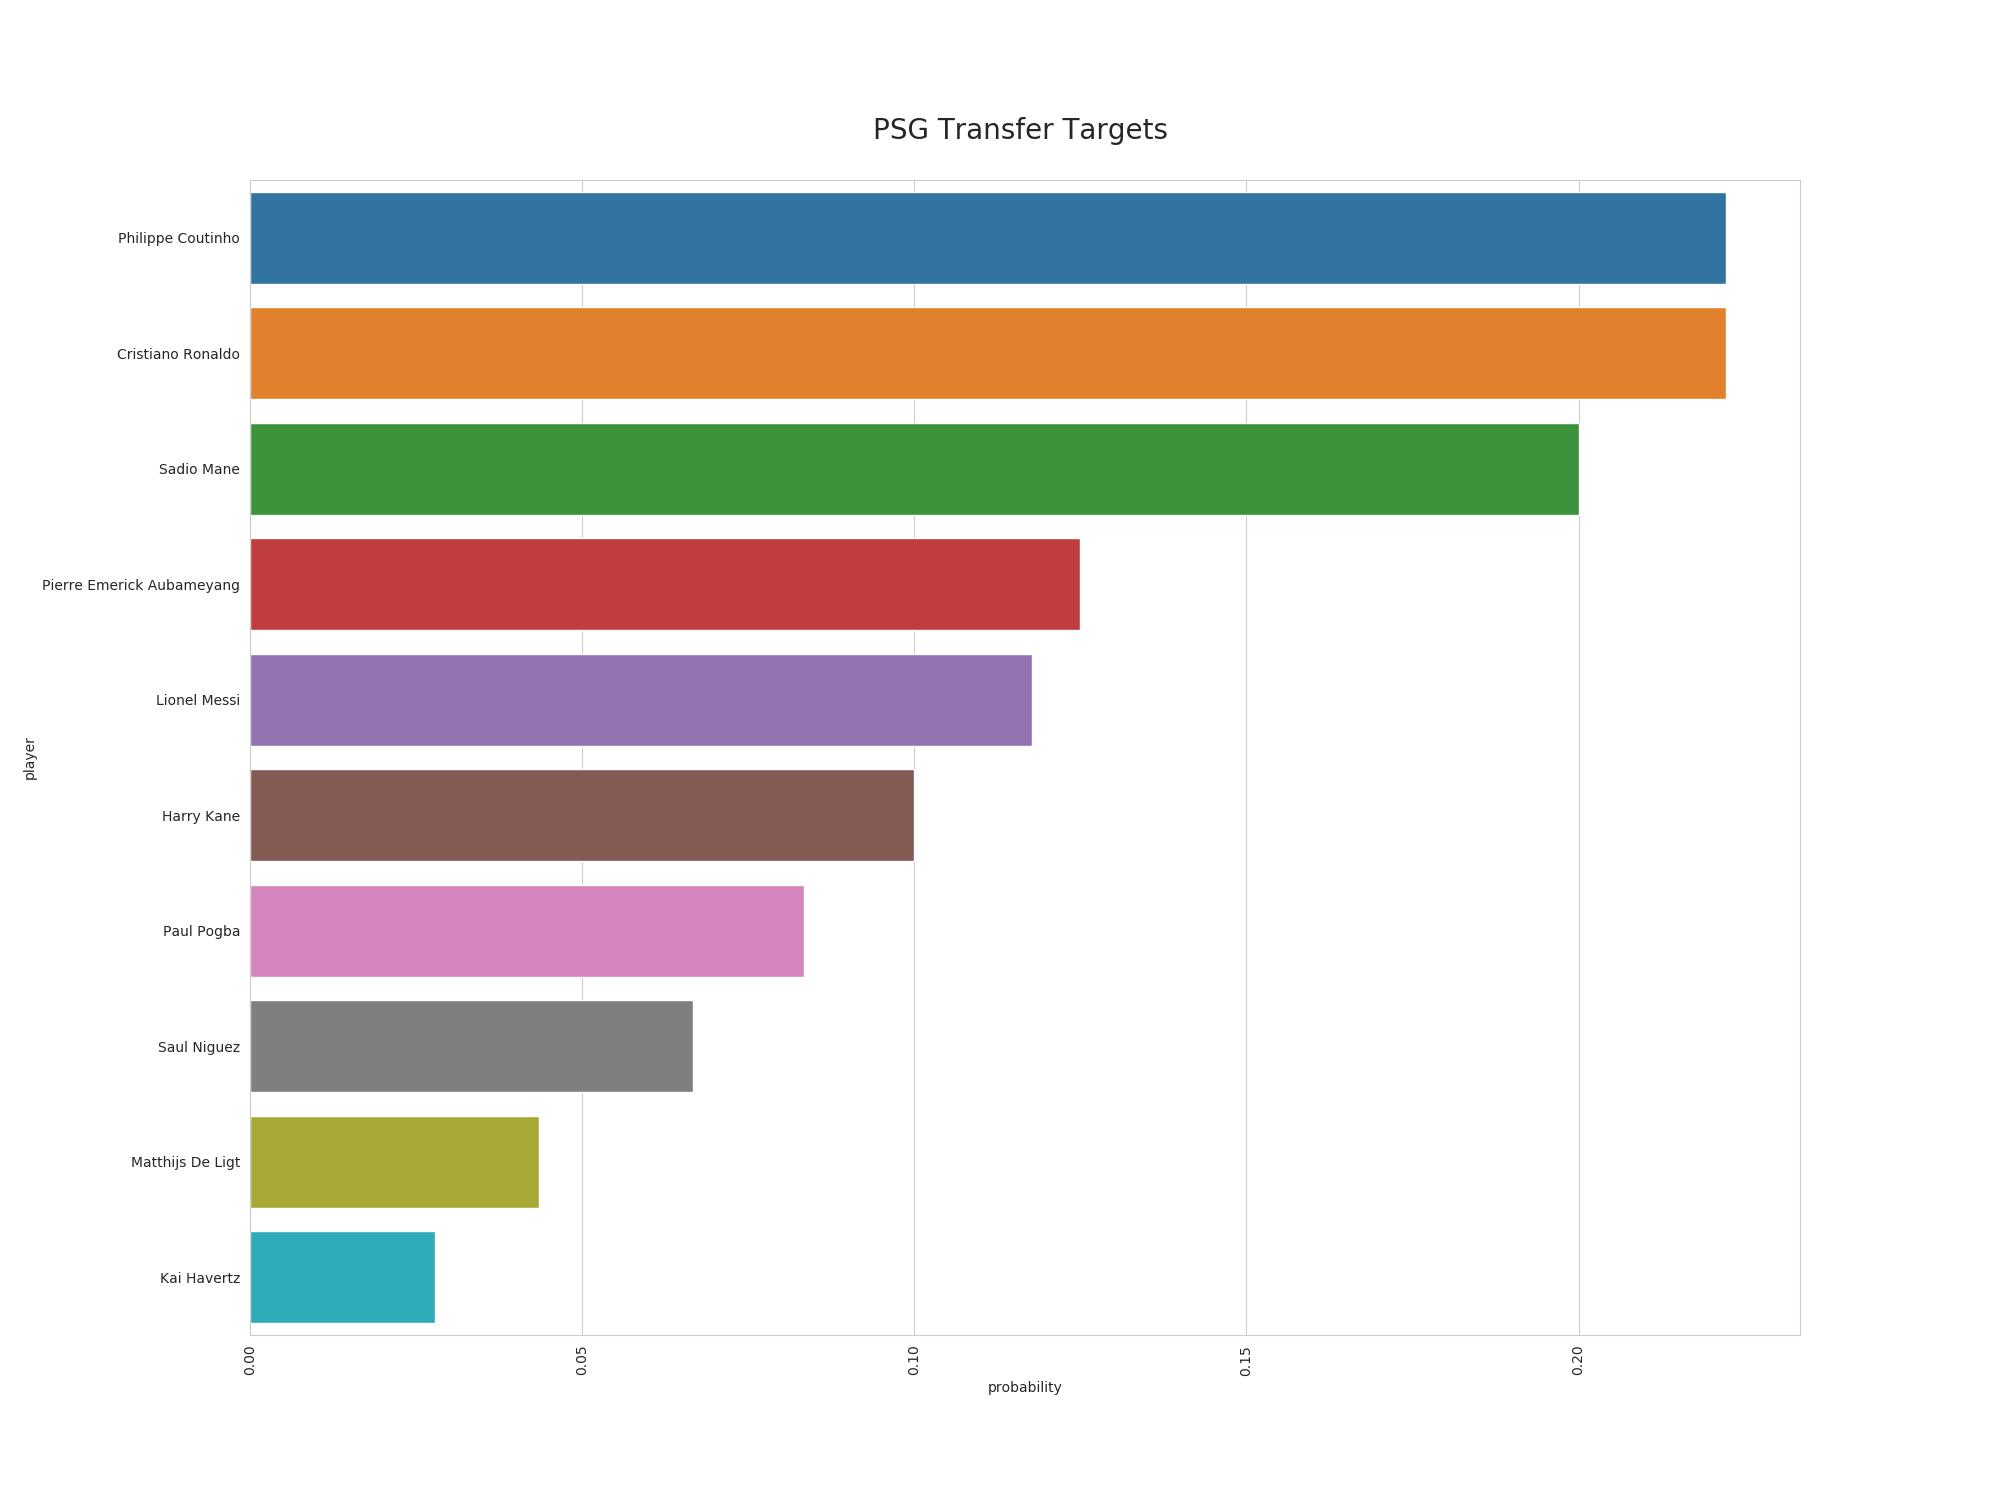 PSG Transfer Targets
Philippe Coutinho
Cristiano Ronaldo
Sadio Mane
Pierre Emerick Aubameyang
Lionel Messi
Harry Kane
Paul Pogba
Saul Niguez
Matthijs De Ligt
Kai Havertz
player
0.00
0.05
0.10
0.15
0.20
probability